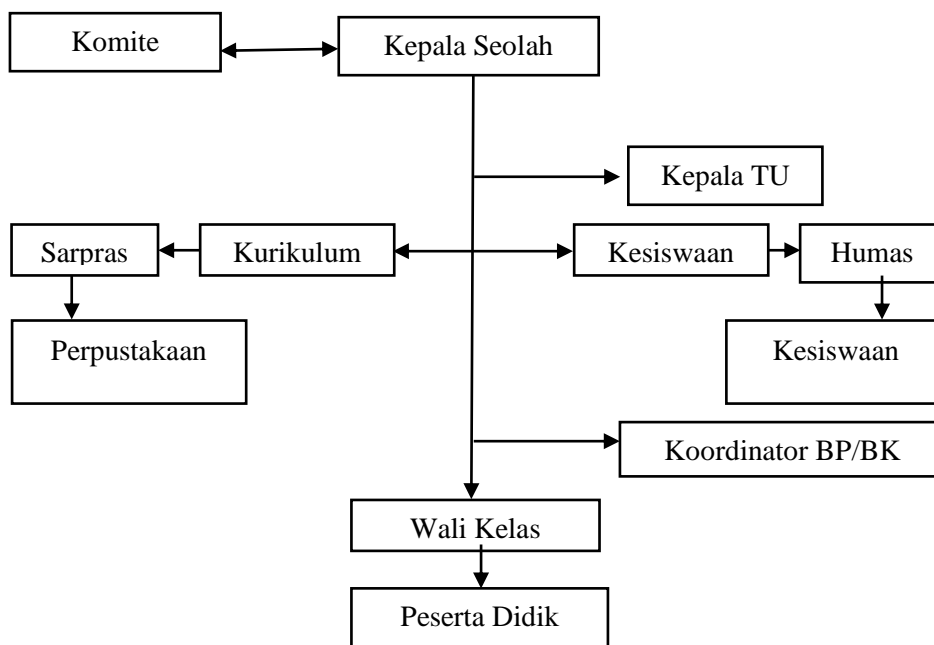 Komite
Kepala Seolah
Kepala TU
Sarpras
Kurikulum
Kesiswaan
Humas
Perpustakaan
Kesiswaan
Koordinator BP/BK
Wali Kelas
Peserta Didik